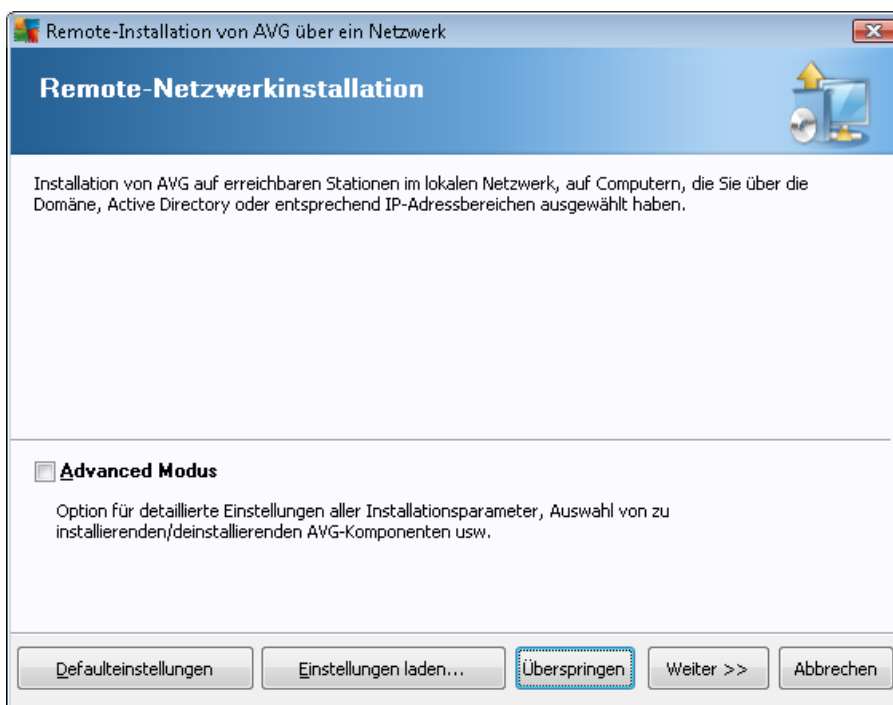 Remote-Installation von AVG über ein Netzwerk
Remote-Netzwerkinstallation
Installation von AVG auf erreichbaren Stationen im lokalen Netzwerk, auf Computern, die Sie über die
Domäne, Active Directory oder entsprechend IP-Adressbereichen ausgewählt haben.
Advanced Modus
Option für detaillierte Einstellungen aller Installationsparameter, Auswahl von zu
installierenden/deinstallierenden AVG-Komponenten usw.
Defaulteinstellungen
Einstellungen laden...
Überspringen
Weiter >>
Abbrechen